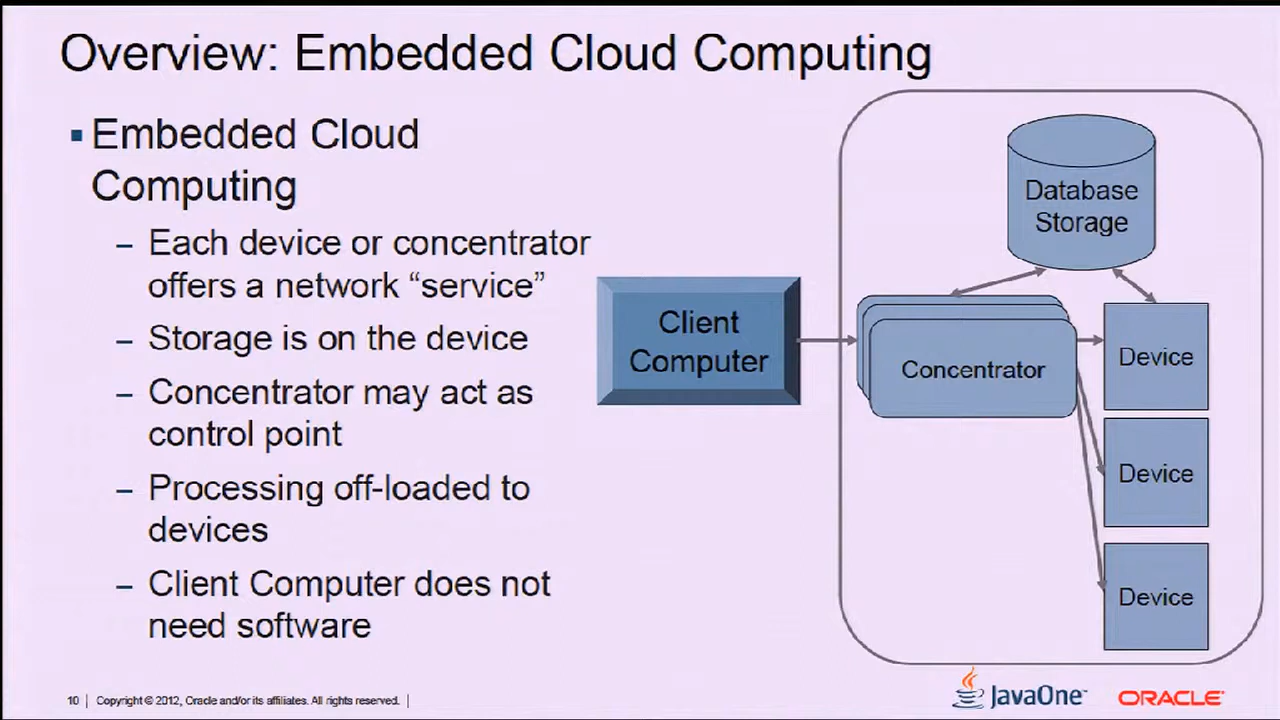 Overview: Embedded Cloud Computing
Embedded Cloud
Computing
– Each device or concentrator
offers a network “service”
– Storage is on the device
– Concentrator may act as
control point
– Processing off-loaded to
devices
– Client Computer does not
need software
Client
Computer
Database
Storage
Concentrator
Device
Device
Device
10 | Copyright © 2012, Oracle and/or its affiliates. All rights reserved. |
JavaOne™
ORACLE®